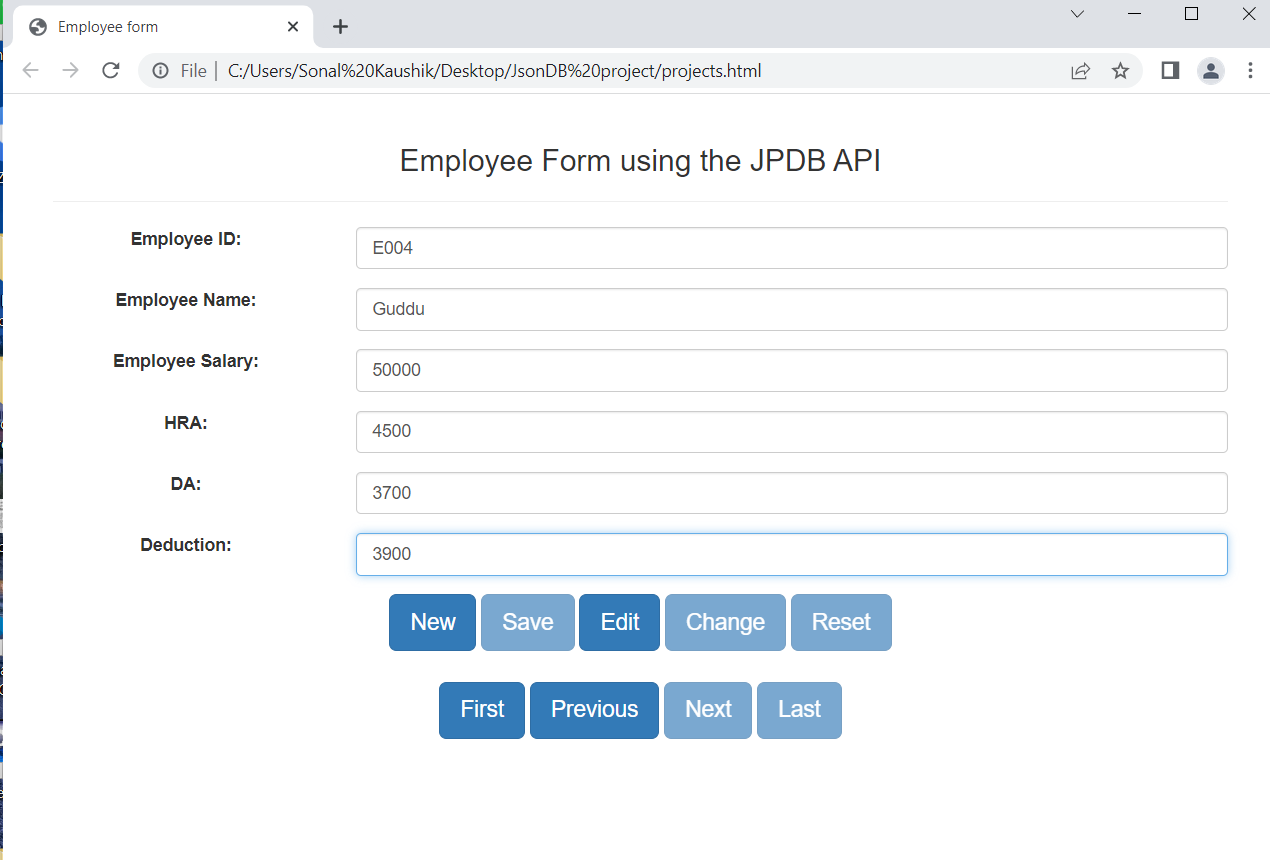 Employee form
File C:/Users/Sonal%20Kaushik/Desktop/JsonDB%20project/projects.html
Employee Form using the JPDB API
Employee ID: E004
Employee Name: Guddu
Employee Salary: 50000
HRA: 4500
DA: 3700
Deduction: 3900
New Save Edit Change Reset
First Previous Next Last